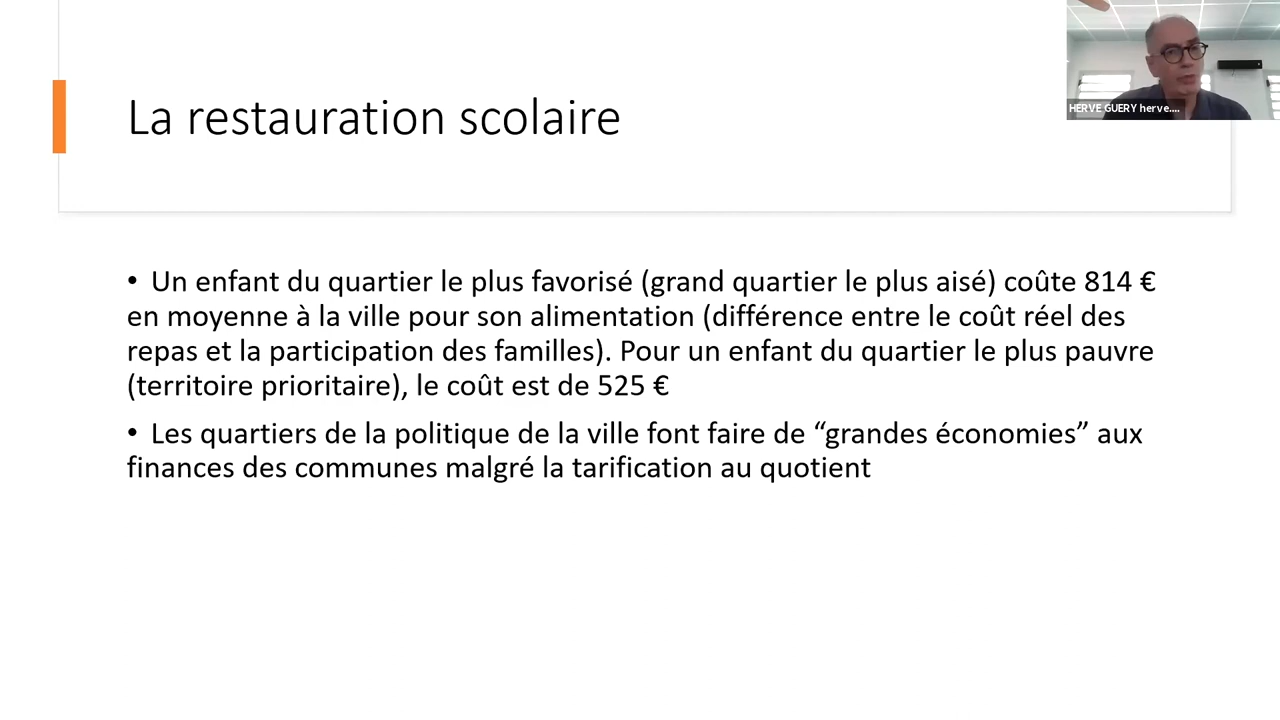 La restauration scolaire
HERVE GUERY herve....
• Un enfant du quartier le plus favorisé (grand quartier le plus aisé) coûte 814 €
en moyenne à la ville pour son alimentation (différence entre le coût réel des
repas et la participation des familles). Pour un enfant du quartier le plus pauvre
(territoire prioritaire), le coût est de 525 €
• Les quartiers de la politique de la ville font faire de “grandes économies” aux
finances des communes malgré la tarification au quotient